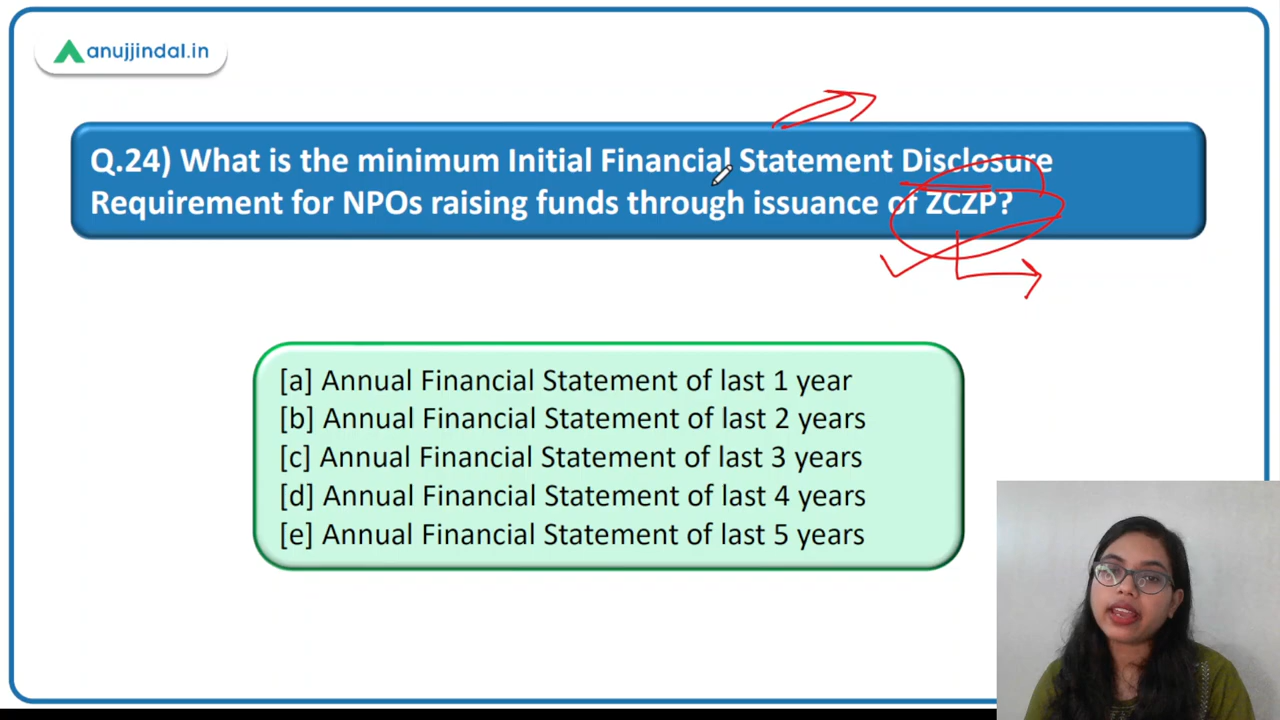 anujjindal.in
Q.24) What is the minimum Initial Financial Statement Disclosure
Requirement for NPOs raising funds through issuance of ZCZP?
[a] Annual Financial Statement of last 1 year
[b] Annual Financial Statement of last 2 years
[c] Annual Financial Statement of last 3 years
[d] Annual Financial Statement of last 4 years
[e] Annual Financial Statement of last 5 years